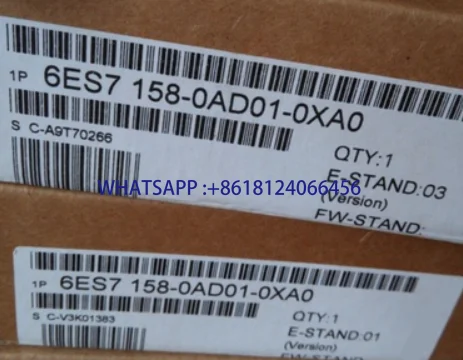 1P 6ES7 158-0AD01-0XA0
S C-A9T70266
QTY:1
E-STAND:03
(Version)
FW-STAND:
WHATSAPP :+8618124066456
1P 6ES7 158-0AD01-0XA0
S C-V3K01383
QTY:1
E-STAND:01
(Version)